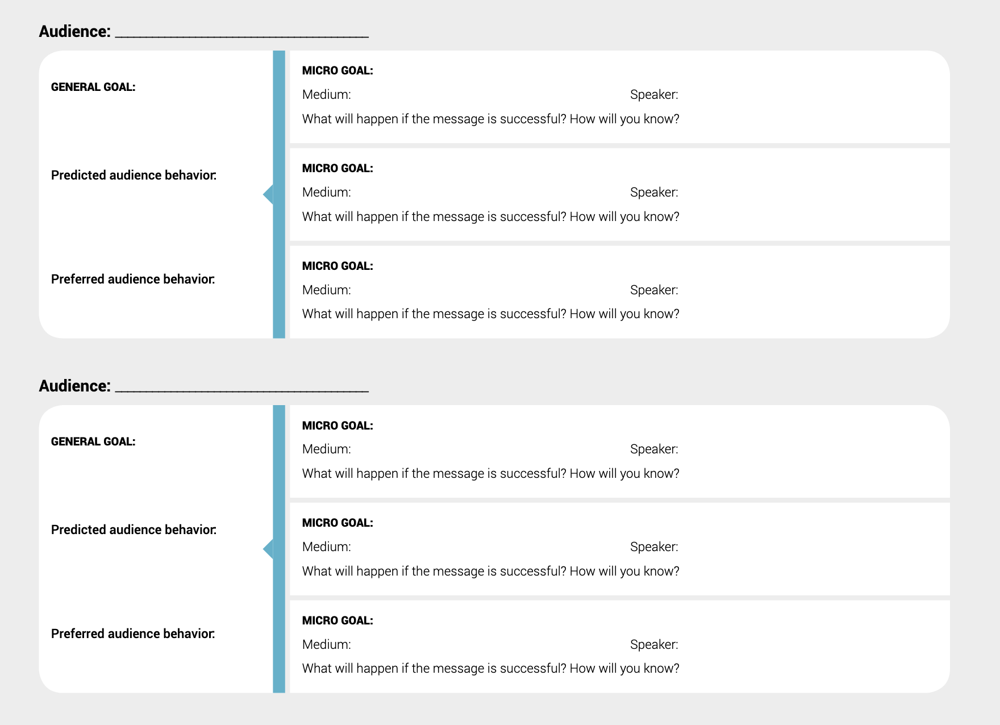 Audience: ________________________________
GENERAL GOAL:
Predicted audience behavior:
Preferred audience behavior:
MICRO GOAL:
Medium: Speaker:
What will happen if the message is successful? How will you know?
MICRO GOAL:
Medium: Speaker:
What will happen if the message is successful? How will you know?
MICRO GOAL:
Medium: Speaker:
What will happen if the message is successful? How will you know?
Audience: ________________________________
GENERAL GOAL:
Predicted audience behavior:
Preferred audience behavior:
MICRO GOAL:
Medium: Speaker:
What will happen if the message is successful? How will you know?
MICRO GOAL:
Medium: Speaker:
What will happen if the message is successful? How will you know?
MICRO GOAL:
Medium: Speaker:
What will happen if the message is successful? How will you know?